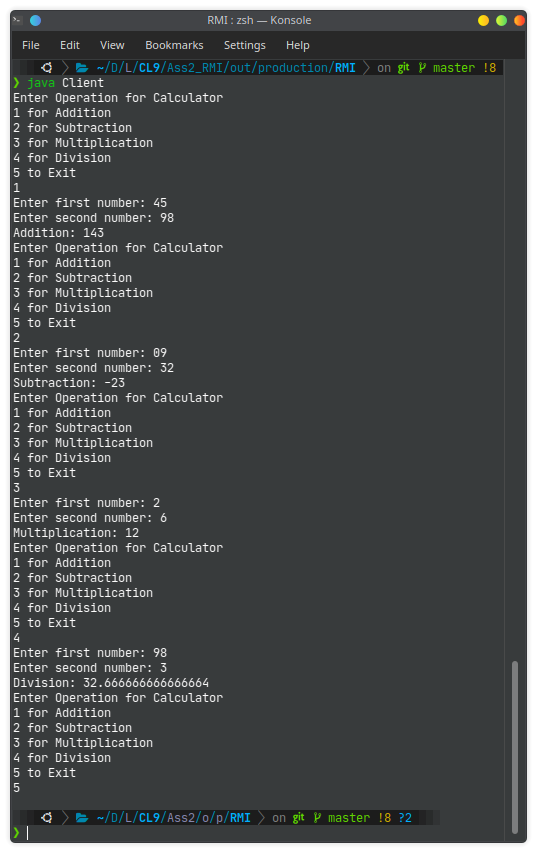 RMI : zsh — Konsole
File Edit View Bookmarks Settings Help
~/D/L/CL9/Ass2_RMI/out/production/RMI on git master !8
❯ java Client
Enter Operation for Calculator
1 for Addition
2 for Subtraction
3 for Multiplication
4 for Division
5 to Exit
1
Enter first number: 45
Enter second number: 98
Addition: 143
Enter Operation for Calculator
1 for Addition
2 for Subtraction
3 for Multiplication
4 for Division
5 to Exit
2
Enter first number: 09
Enter second number: 32
Subtraction: -23
Enter Operation for Calculator
1 for Addition
2 for Subtraction
3 for Multiplication
4 for Division
5 to Exit
3
Enter first number: 2
Enter second number: 6
Multiplication: 12
Enter Operation for Calculator
1 for Addition
2 for Subtraction
3 for Multiplication
4 for Division
5 to Exit
4
Enter first number: 98
Enter second number: 3
Division: 32.666666666666664
Enter Operation for Calculator
1 for Addition
2 for Subtraction
3 for Multiplication
4 for Division
5 to Exit
5
~/D/L/CL9/Ass2/o/p/RMI on git master !8 ?2
❯